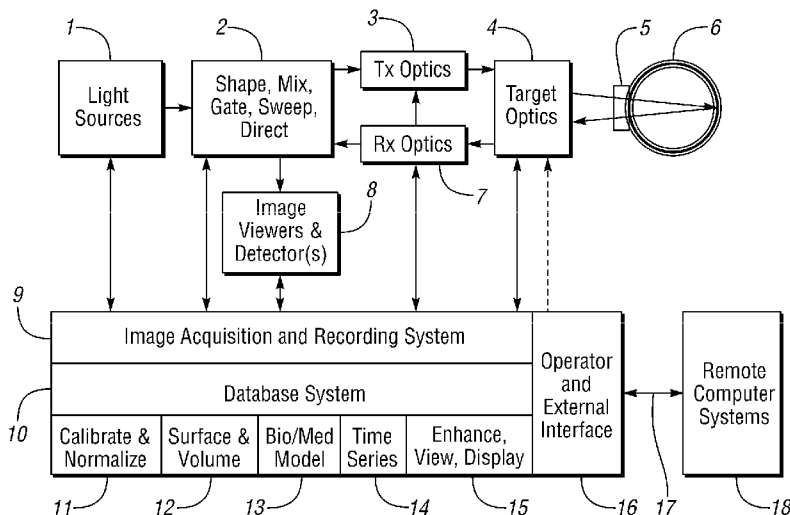 1
2
3
4
5
6
Light
Sources
Shape, Mix,
Gate, Sweep,
Direct
Tx Optics
Rx Optics
Target
Optics
7
8
Image
Viewers &
Detector(s)
9
Image Acquisition and Recording System
10
Database System
Calibrate &
Normalize
Surface &
Volume
Bio/Med
Model
Time
Series
Enhance,
View, Display
Operator
and
External
Interface
Remote
Computer
Systems
11
12
13
14
15
16
17
18